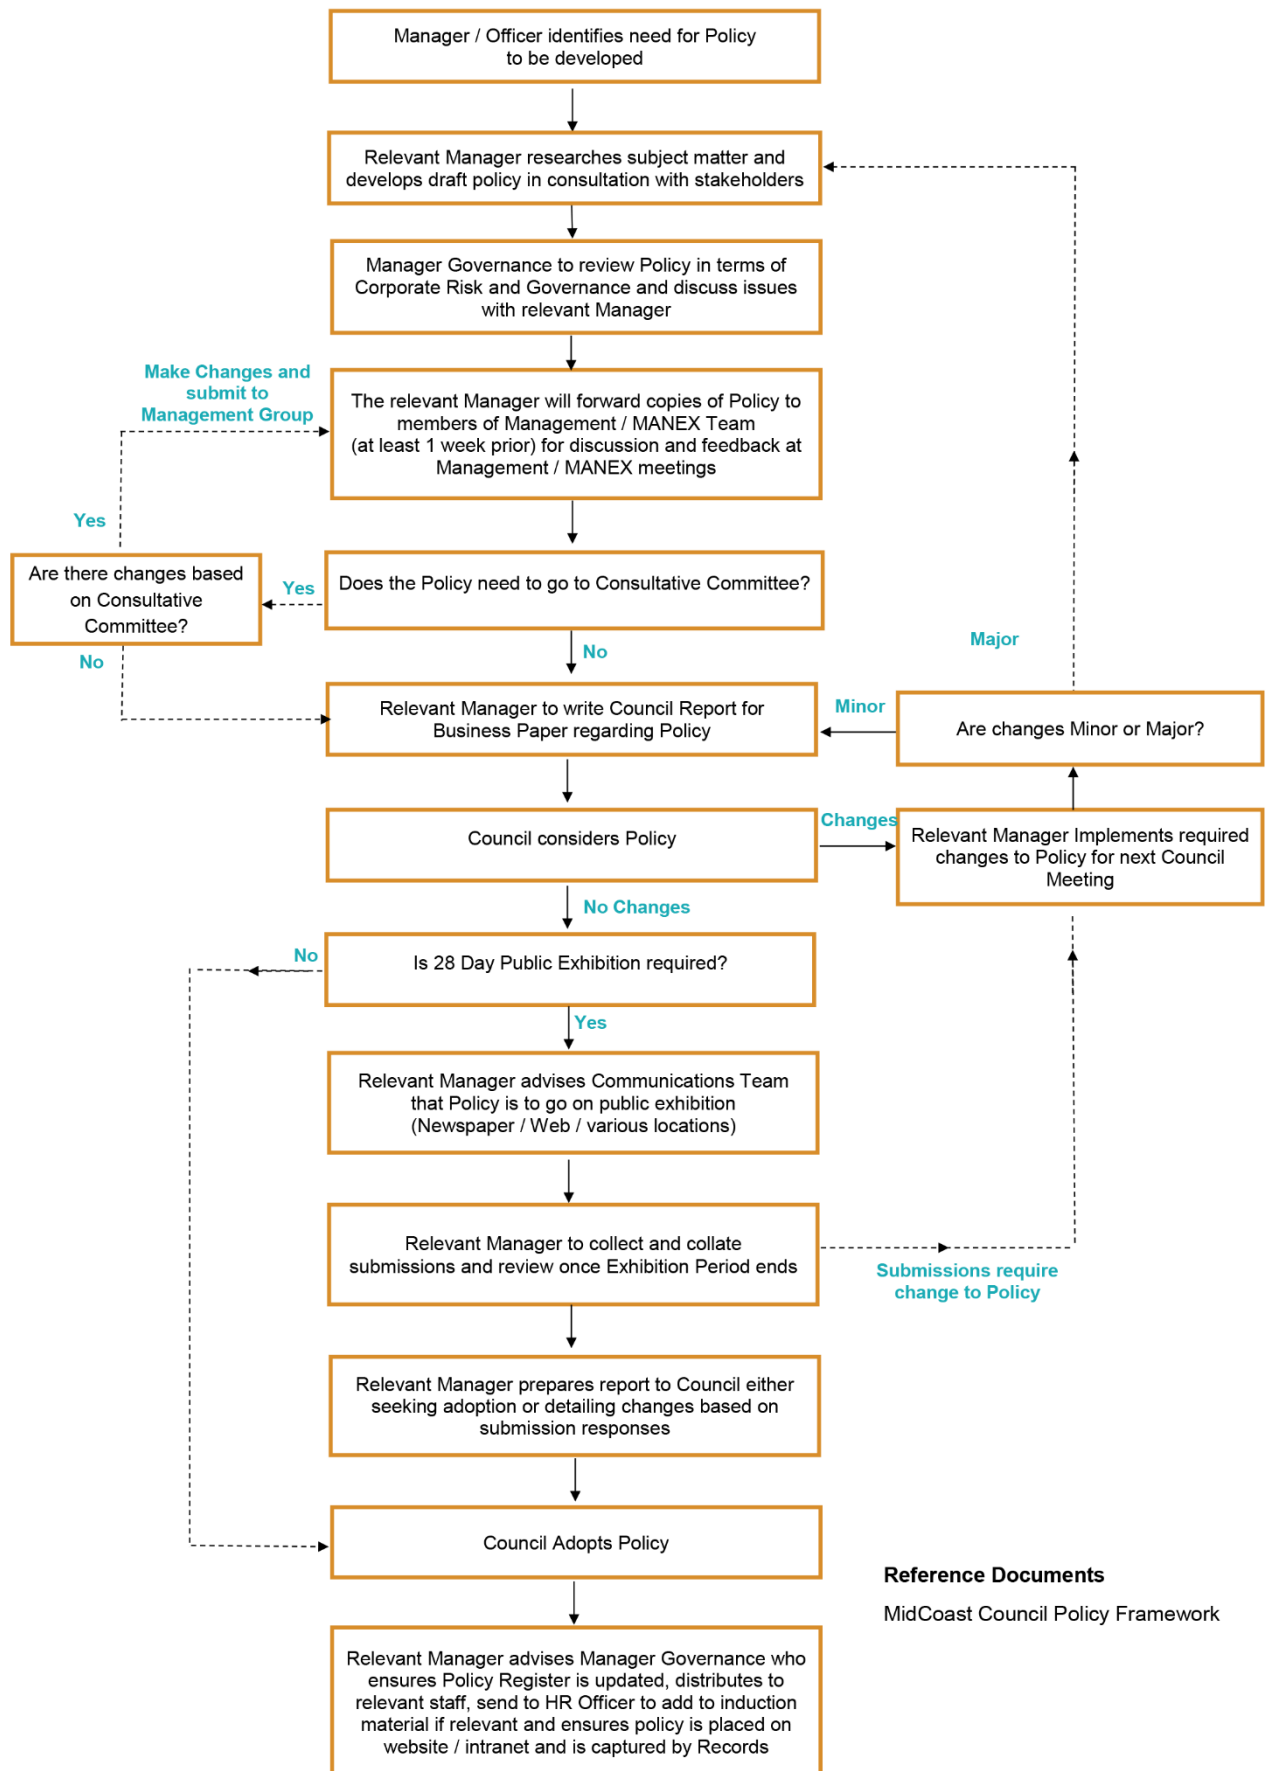 Manager / Officer identifies need for Policy
to be developed
Relevant Manager researches subject matter and
develops draft policy in consultation with stakeholders
Manager Governance to review Policy in terms of
Corporate Risk and Governance and discuss issues
with relevant Manager
Make Changes and
submit to
Management Group
The relevant Manager will forward copies of Policy to
members of Management / MANEX Team
(at least 1 week prior) for discussion and feedback at
Management / MANEX meetings
Yes
Are there changes based
on Consultative
Committee?
Yes
Does the Policy need to go to Consultative Committee?
No
No
Major
Relevant Manager to write Council Report for
Business Paper regarding Policy
Minor
Are changes Minor or Major?
Council considers Policy
Changes
Relevant Manager Implements required
changes to Policy for next Council
Meeting
No Changes
No
Is 28 Day Public Exhibition required?
Yes
Relevant Manager advises Communications Team
that Policy is to go on public exhibition
(Newspaper / Web / various locations)
Relevant Manager to collect and collate
submissions and review once Exhibition Period ends
Submissions require
change to Policy
Relevant Manager prepares report to Council either
seeking adoption or detailing changes based on
submission responses
Council Adopts Policy
Reference Documents
MidCoast Council Policy Framework
Relevant Manager advises Manager Governance who
ensures Policy Register is updated, distributes to
relevant staff, send to HR Officer to add to induction
material if relevant and ensures policy is placed on
website / intranet and is captured by Records